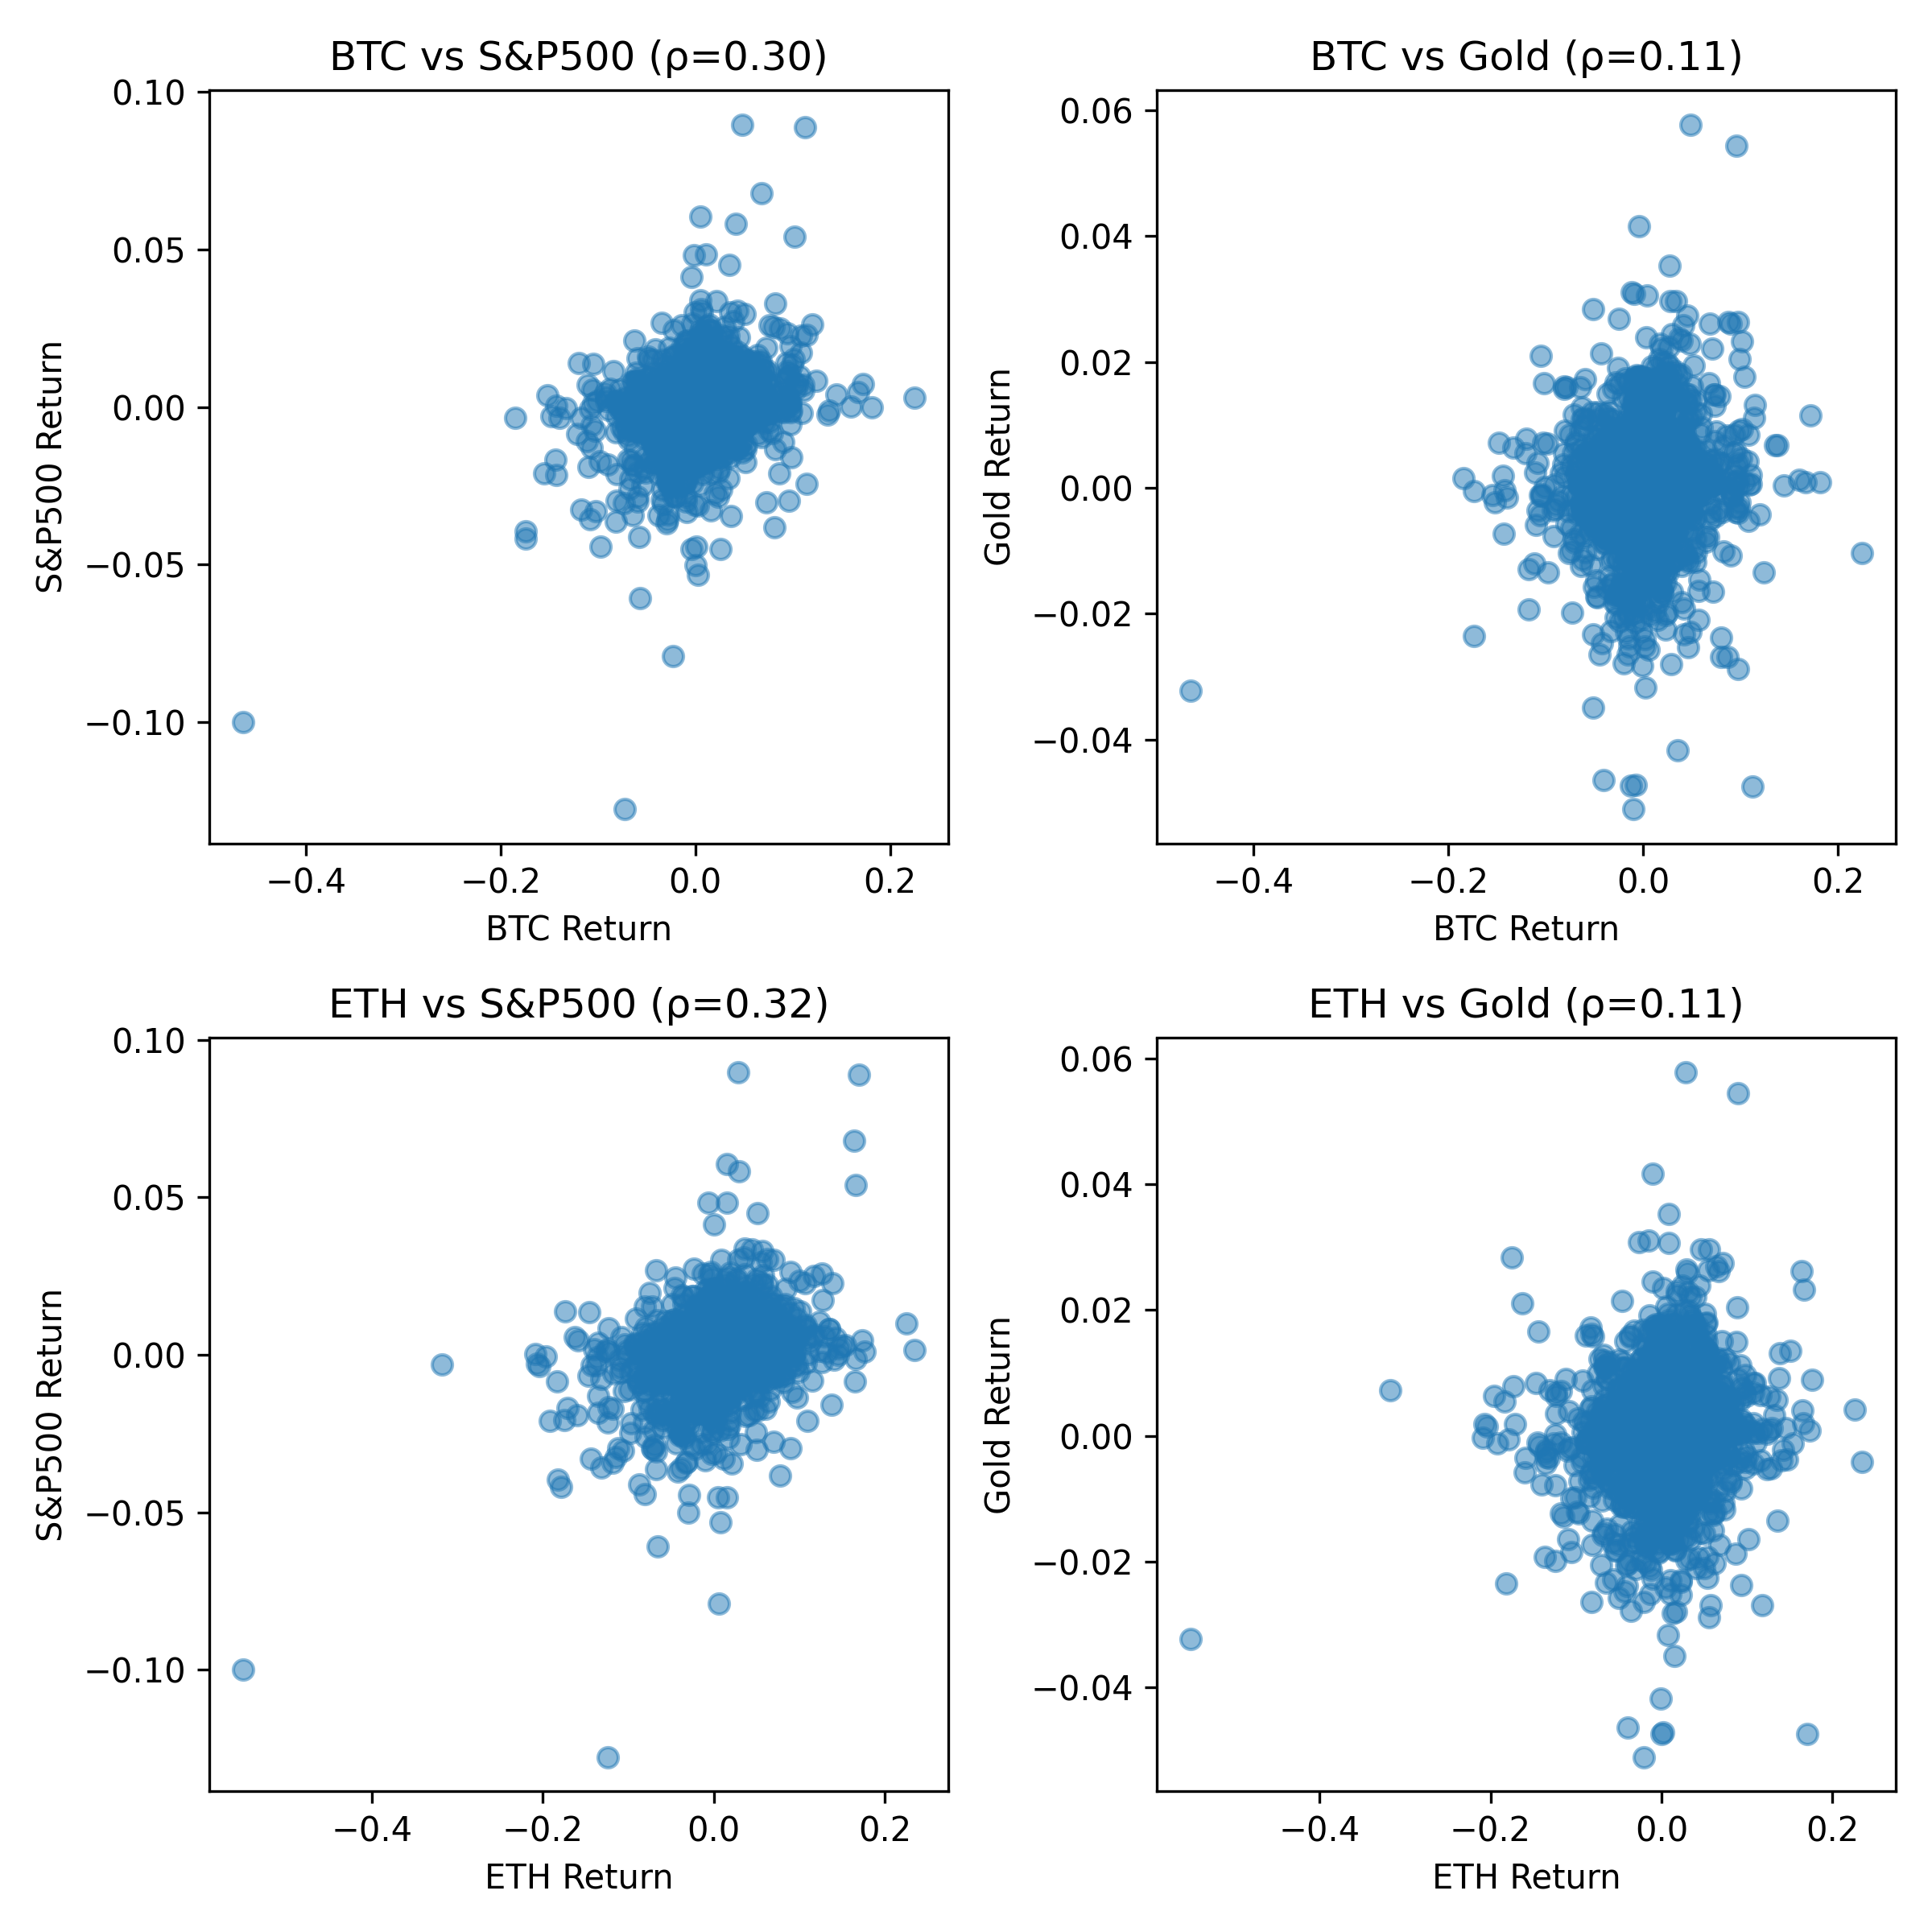 BTC vs S&P500 (ρ=0.30)
0.10
0.05
0.00
−0.05
−0.10
S&P500 Return
−0.4 −0.2 0.0 0.2
BTC Return
BTC vs Gold (ρ=0.11)
0.06
0.04
0.02
0.00
−0.02
−0.04
Gold Return
−0.4 −0.2 0.0 0.2
BTC Return
ETH vs S&P500 (ρ=0.32)
0.10
0.05
0.00
−0.05
−0.10
S&P500 Return
−0.4 −0.2 0.0 0.2
ETH Return
ETH vs Gold (ρ=0.11)
0.06
0.04
0.02
0.00
−0.02
−0.04
Gold Return
−0.4 −0.2 0.0 0.2
ETH Return